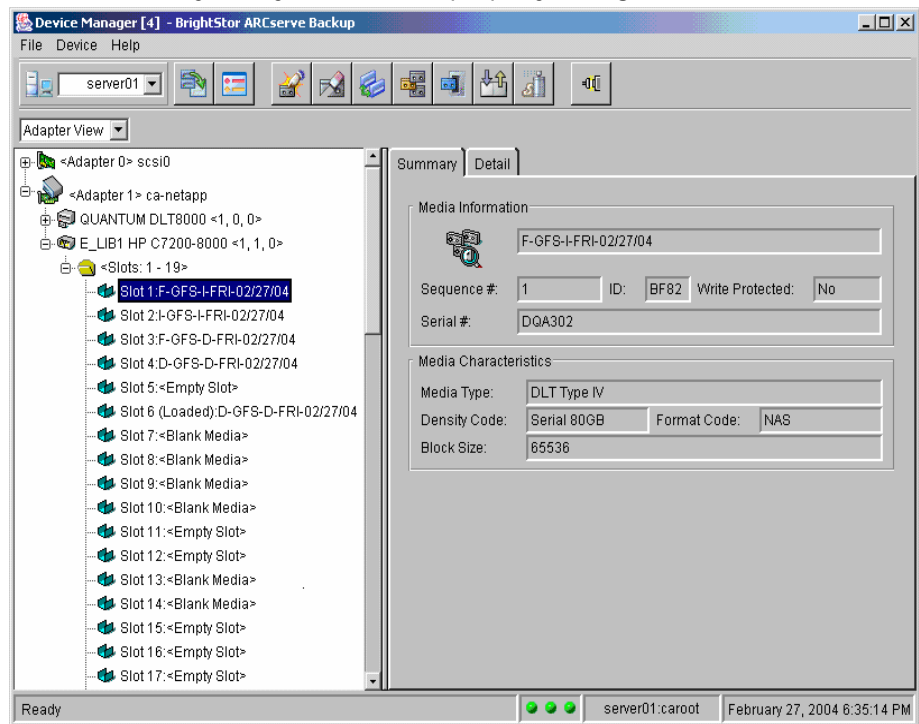 Device Manager [4] - BrightStor ARCserve Backup
File Device Help
server01
Adapter View
<Adapter 0> scsi0
<Adapter 1> ca-netapp
QUANTUM DLT8000 <1, 0, 0>
E_LIB1 HP C7200-8000 <1, 1, 0>
<Slots: 1 - 19>
Slot 1:F-GFS-I-FRI-02/27/04
Slot 2:I-GFS-I-FRI-02/27/04
Slot 3:F-GFS-D-FRI-02/27/04
Slot 4:D-GFS-D-FRI-02/27/04
Slot 5:<Empty Slot>
Slot 6 (Loaded):D-GFS-D-FRI-02/27/04
Slot 7:<Blank Media>
Slot 8:<Blank Media>
Slot 9:<Blank Media>
Slot 10:<Blank Media>
Slot 11:<Empty Slot>
Slot 12:<Empty Slot>
Slot 13:<Blank Media>
Slot 14:<Blank Media>
Slot 15:<Empty Slot>
Slot 16:<Empty Slot>
Slot 17:<Empty Slot>
Summary Detail
Media Information
F-GFS-I-FRI-02/27/04
Sequence #: 1 ID: BF82 Write Protected: No
Serial #: DQA302
Media Characteristics
Media Type: DLT Type IV
Density Code: Serial 80GB Format Code: NAS
Block Size: 65536
Ready server01:caroot February 27, 2004 6:35:14 PM